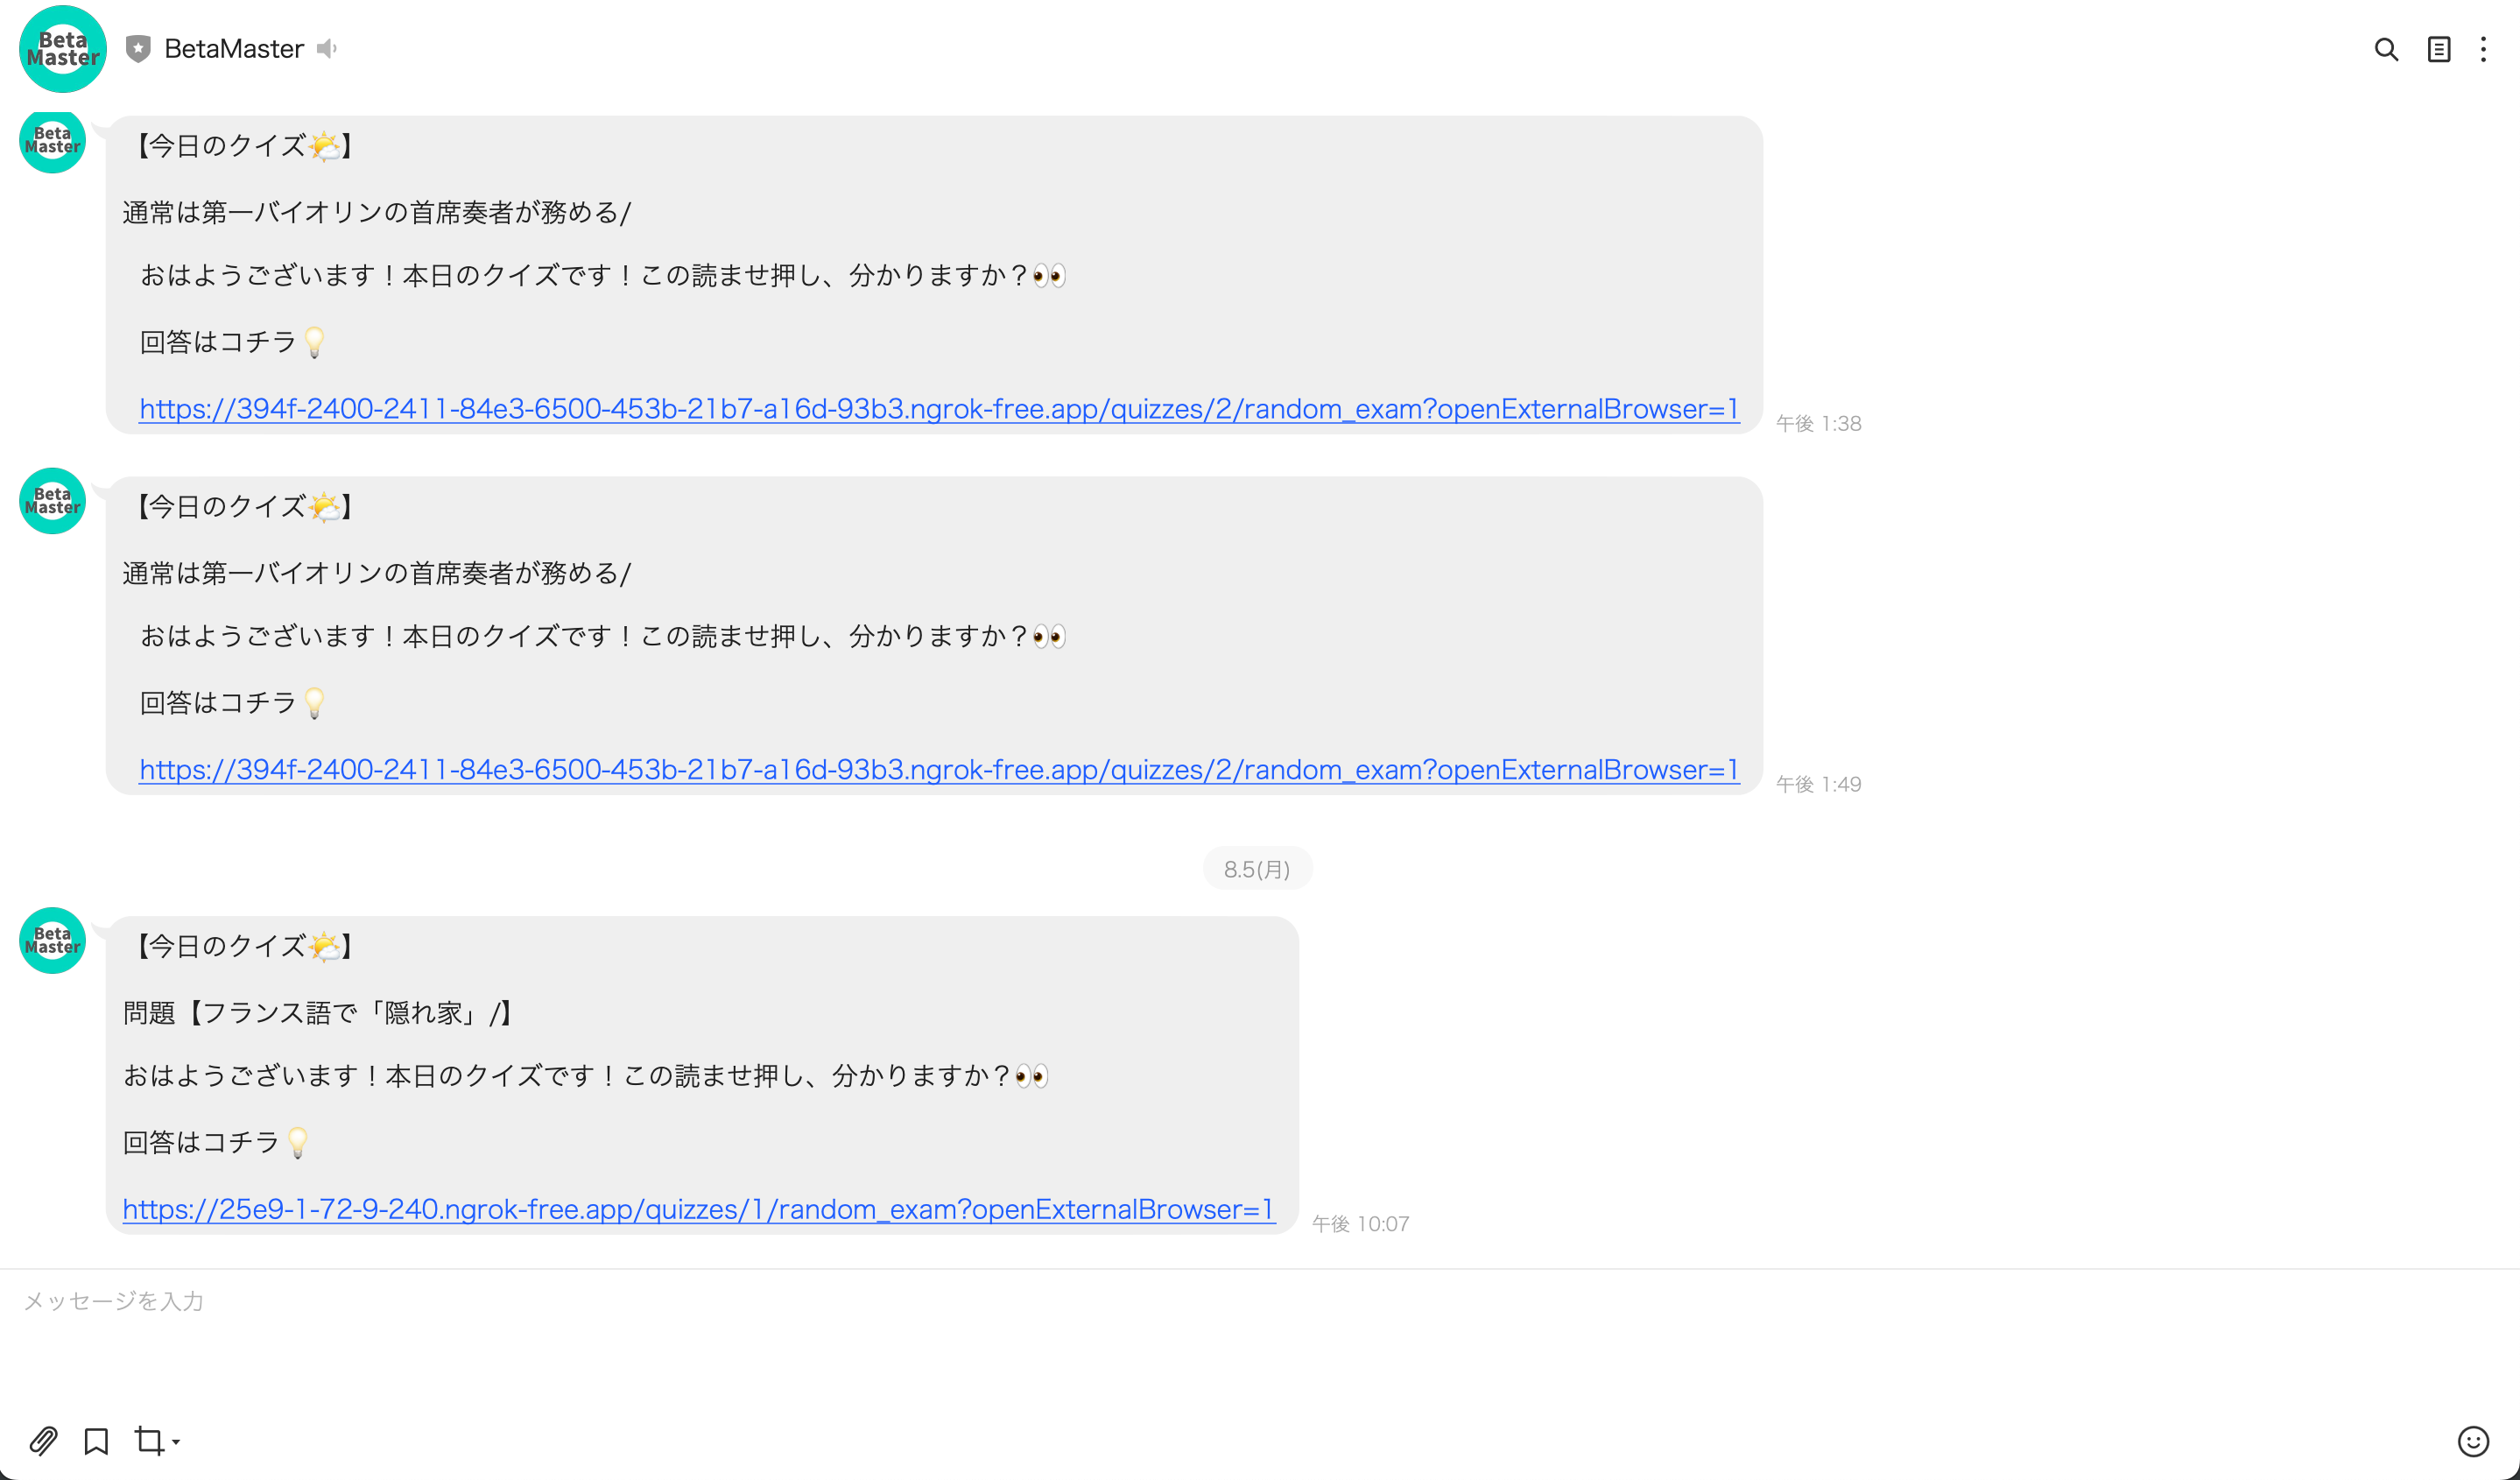 Beta
Master
BetaMaster
Beta
Master
【今日のクイズ🌤️】
通常は第一バイオリンの首席奏者が務める/
おはようございます！本日のクイズです！この読ませ押し、分かりますか？👀
回答はコチラ💡
https://394f-2400-2411-84e3-6500-453b-21b7-a16d-93b3.ngrok-free.app/quizzes/2/random_exam?openExternalBrowser=1
午後 1:38
Beta
Master
【今日のクイズ🌤️】
通常は第一バイオリンの首席奏者が務める/
おはようございます！本日のクイズです！この読ませ押し、分かりますか？👀
回答はコチラ💡
https://394f-2400-2411-84e3-6500-453b-21b7-a16d-93b3.ngrok-free.app/quizzes/2/random_exam?openExternalBrowser=1
午後 1:49
8.5(月)
Beta
Master
【今日のクイズ🌤️】
問題【フランス語で「隠れ家」/】
おはようございます！本日のクイズです！この読ませ押し、分かりますか？👀
回答はコチラ💡
https://25e9-1-72-9-240.ngrok-free.app/quizzes/1/random_exam?openExternalBrowser=1
午後 10:07
メッセージを入力